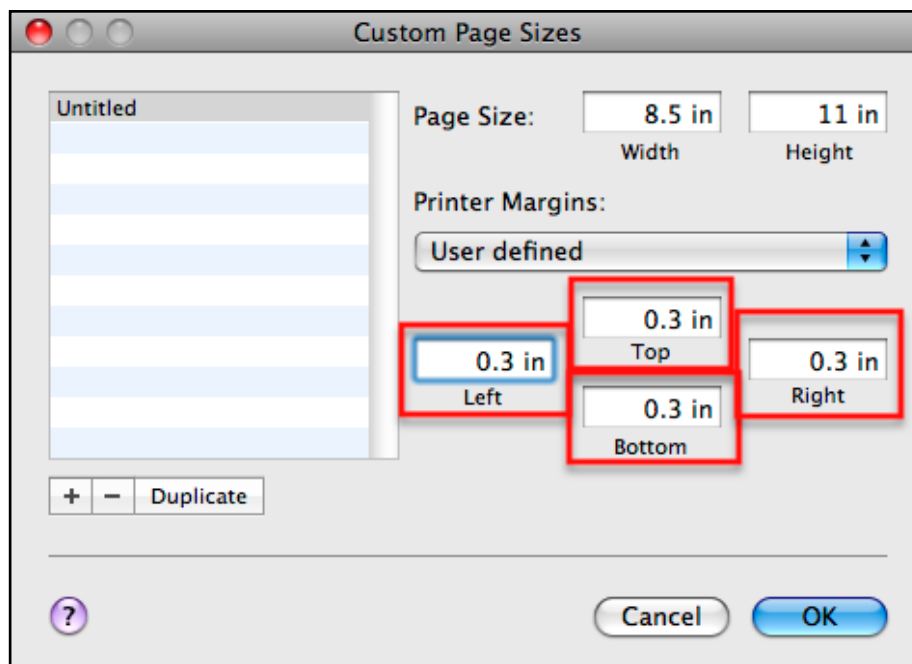 Custom Page Sizes
Untitled
Page Size:
8.5 in
11 in
Width
Height
Printer Margins:
User defined
0.3 in
Top
0.3 in
Left
0.3 in
Right
0.3 in
Bottom
+ − Duplicate
?
Cancel
OK